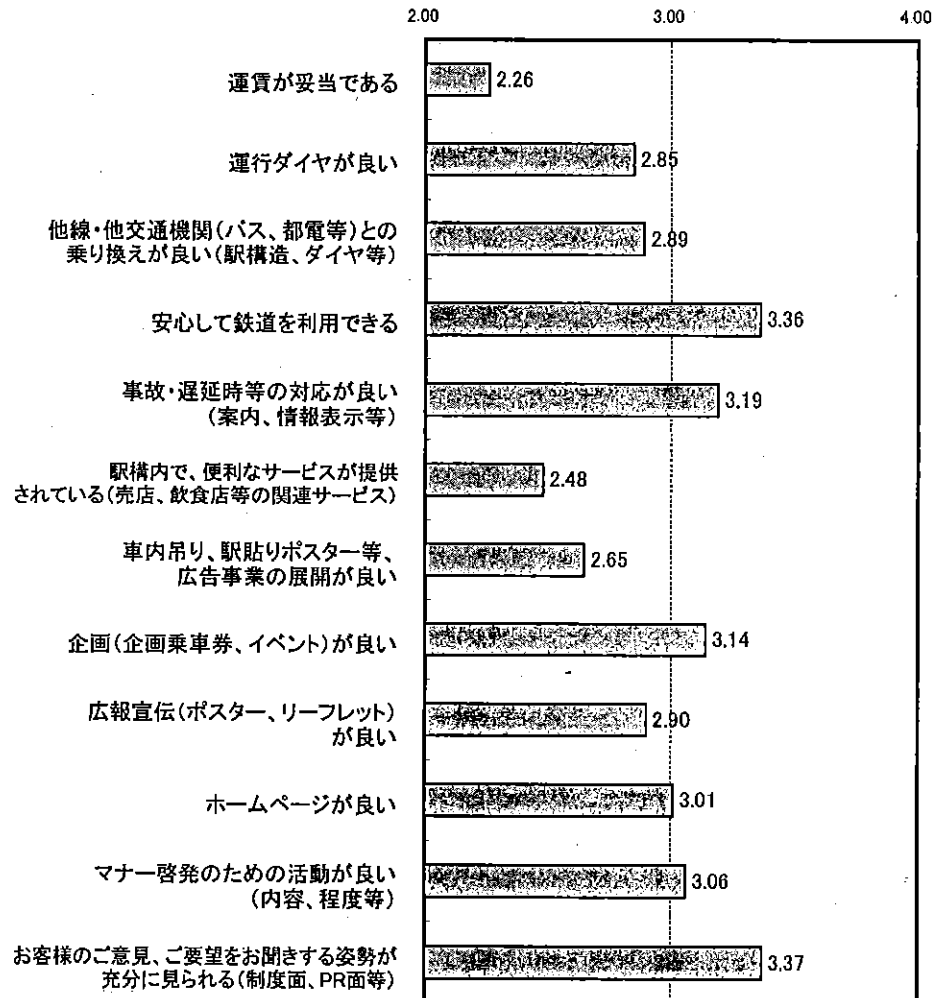 2.00 3.00 4.00
運賃が妥当である 2.26
運行ダイヤが良い 2.85
他線・他交通機関(バス、都電等)との
乗り換えが良い(駅構造、ダイヤ等) 2.89
安心して鉄道を利用できる 3.36
事故・遅延時等の対応が良い
(案内、情報表示等) 3.19
駅構内で、便利なサービスが提供
されている(売店、飲食店等の関連サービス) 2.48
車内吊り、駅貼りポスター等、
広告事業の展開が良い 2.65
企画(企画乗車券、イベント)が良い 3.14
広報宣伝(ポスター、リーフレット)
が良い 2.90
ホームページが良い 3.01
マナー啓発のための活動が良い
(内容、程度等) 3.06
お客様のご意見、ご要望をお聞きする姿勢が
充分に見られる(制度面、PR面等) 3.37